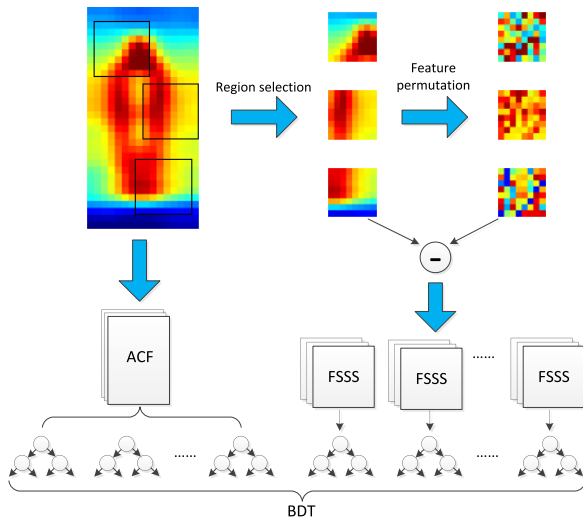 Region selection
Feature
permutation
-
ACF
FSSS
FSSS
......
FSSS
......
......
BDT